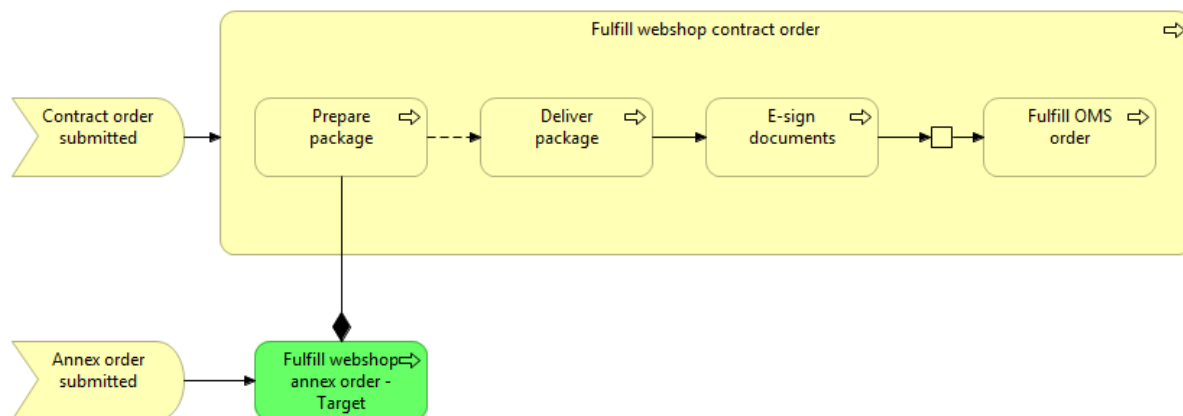 Fulfill webshop contract order
Contract order
submitted
Prepare
package
Deliver
package
E-sign
documents
Fulfill OMS
order
Annex order
submitted
Fulfill webshop
annex order -
Target